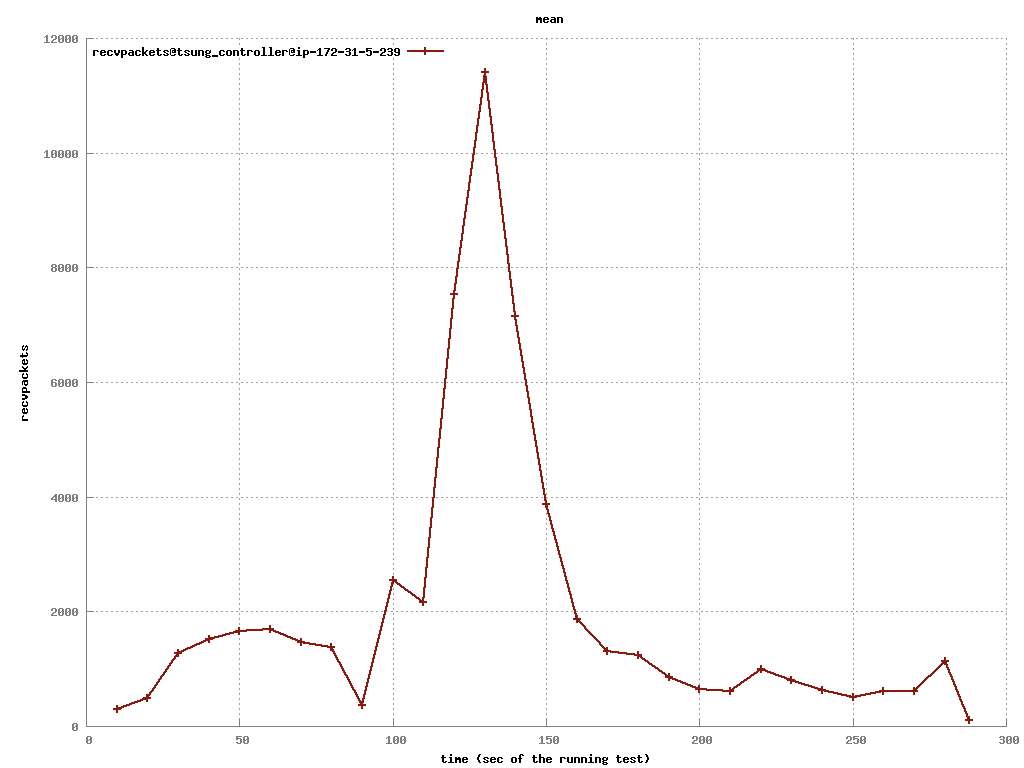 mean
12000
recvpackets@tsung_controller@ip-172-31-5-239
10000
8000
6000
recvpackets
4000
2000
0
0 50 100 150 200 250 300
time (sec of the running test)